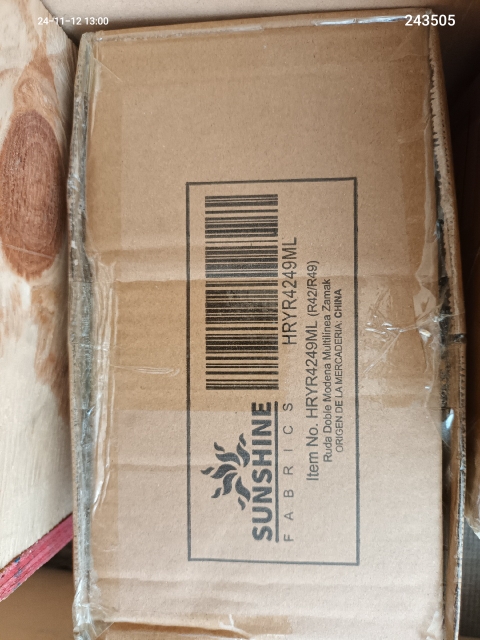 24-11-12 13:00
243505
SUNSHINE
FABRICS
HRYR4249ML
Item No. HRYR4249ML (R42/R49)
Ruda Doble Modena Multilinea Zamak
ORIGEN DE LA MERCADERIA: CHINA